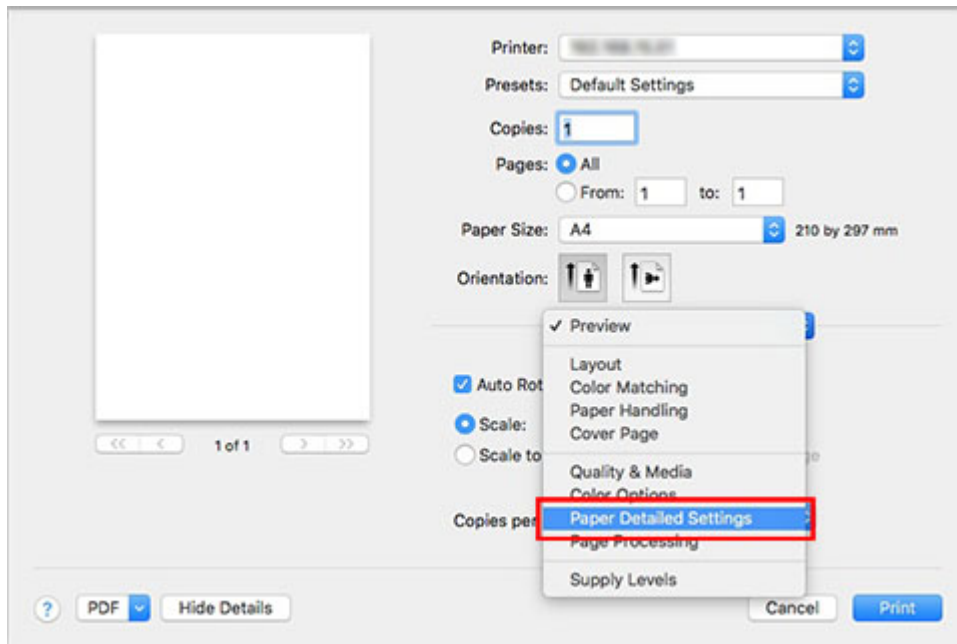 Printer:
Presets: Default Settings
Copies: 1
Pages: All
From: 1 to: 1
Paper Size: A4 210 by 297 mm
Orientation:
✓ Preview
Layout
Auto Rot Color Matching
Paper Handling
Scale: Cover Page
1 of 1
Scale to
Quality & Media
Color Options
Copies per Paper Detailed Settings
Page Processing
Supply Levels
? PDF Hide Details Cancel Print